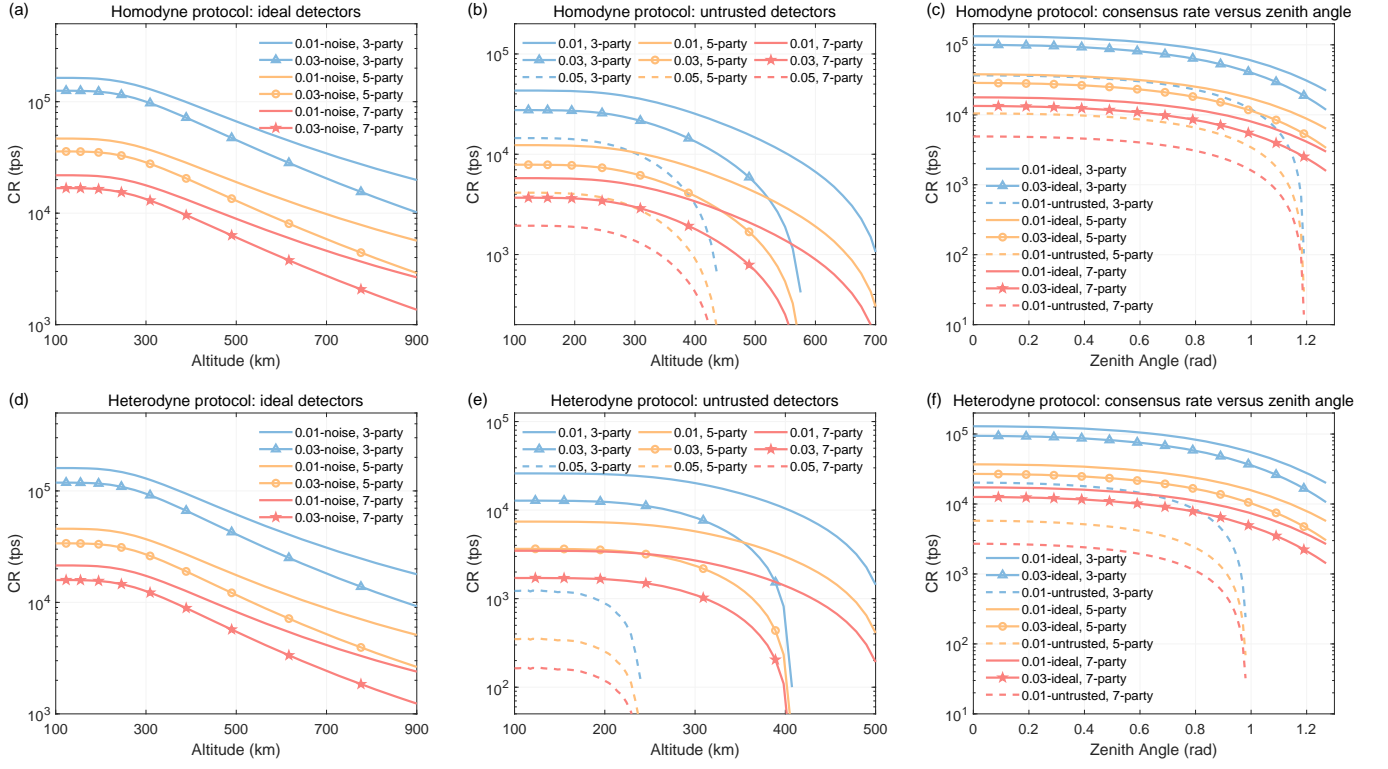 (a) Homodyne protocol: ideal detectors
0.01-noise, 3-party
0.03-noise, 3-party
0.01-noise, 5-party
0.03-noise, 5-party
0.01-noise, 7-party
0.03-noise, 7-party
CR (tps)
10^5
10^4
10^3
100 300 500 700 900
Altitude (km)
(b) Homodyne protocol: untrusted detectors
0.01, 3-party 0.01, 5-party 0.01, 7-party
0.03, 3-party 0.03, 5-party 0.03, 7-party
0.05, 3-party 0.05, 5-party 0.05, 7-party
CR (tps)
10^5
10^4
10^3
100 200 300 400 500 600 700
Altitude (km)
(c) Homodyne protocol: consensus rate versus zenith angle
CR (tps)
10^5
10^4
10^3
10^2
10^1
0.01-ideal, 3-party
0.03-ideal, 3-party
0.01-untrusted, 3-party
0.01-ideal, 5-party
0.03-ideal, 5-party
0.01-untrusted, 5-party
0.01-ideal, 7-party
0.03-ideal, 7-party
0.01-untrusted, 7-party
0 0.2 0.4 0.6 0.8 1 1.2
Zenith Angle (rad)
(d) Heterodyne protocol: ideal detectors
0.01-noise, 3-party
0.03-noise, 3-party
0.01-noise, 5-party
0.03-noise, 5-party
0.01-noise, 7-party
0.03-noise, 7-party
CR (tps)
10^5
10^4
10^3
100 300 500 700 900
Altitude (km)
(e) Heterodyne protocol: untrusted detectors
0.01, 3-party 0.01, 5-party 0.01, 7-party
0.03, 3-party 0.03, 5-party 0.03, 7-party
0.05, 3-party 0.05, 5-party 0.05, 7-party
CR (tps)
10^5
10^4
10^3
10^2
100 200 300 400 500
Altitude (km)
(f) Heterodyne protocol: consensus rate versus zenith angle
CR (tps)
10^5
10^4
10^3
10^2
10^1
0.01-ideal, 3-party
0.03-ideal, 3-party
0.01-untrusted, 3-party
0.01-ideal, 5-party
0.03-ideal, 5-party
0.01-untrusted, 5-party
0.01-ideal, 7-party
0.03-ideal, 7-party
0.01-untrusted, 7-party
0 0.2 0.4 0.6 0.8 1 1.2
Zenith Angle (rad)